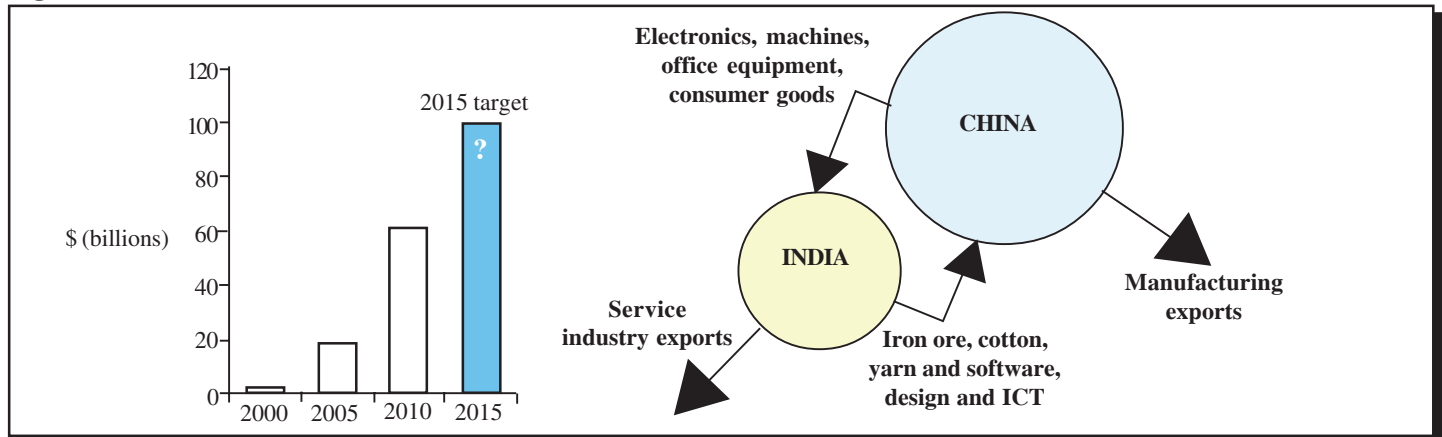 120
100
80
60
40
20
0
$ (billions)
2015 target
?
2000
2005
2010
2015
Electronics, machines,
office equipment,
consumer goods
CHINA
INDIA
Service
industry exports
Iron ore, cotton,
yarn and software,
design and ICT
Manufacturing
exports